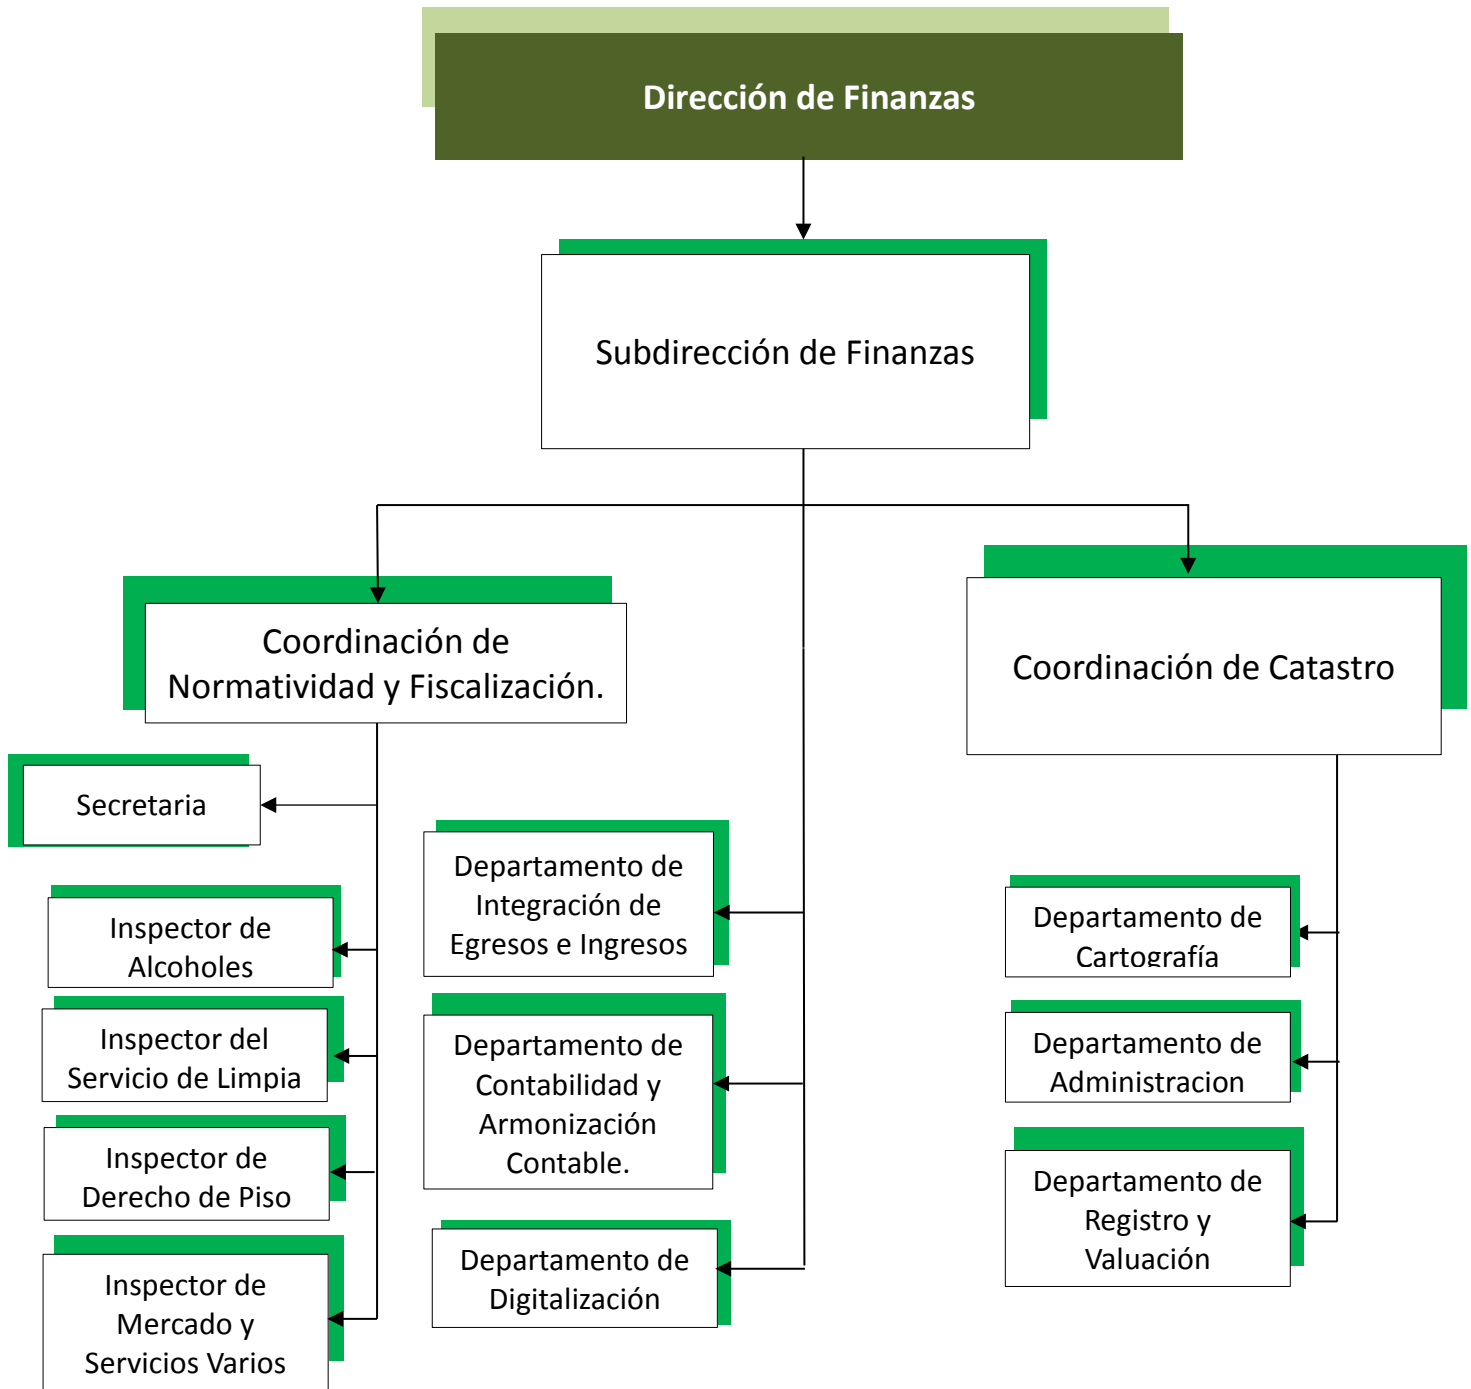 Dirección de Finanzas
Subdirección de Finanzas
Coordinación de
Normatividad y Fiscalización.
Coordinación de Catastro
Secretaria
Inspector de
Alcoholes
Inspector del
Servicio de Limpia
Inspector de
Derecho de Piso
Inspector de
Mercado y
Servicios Varios
Departamento de
Integración de
Egresos e Ingresos
Departamento de
Contabilidad y
Armonización
Contable.
Departamento de
Digitalización
Departamento de
Cartografía
Departamento de
Administracion
Departamento de
Registro y
Valuación